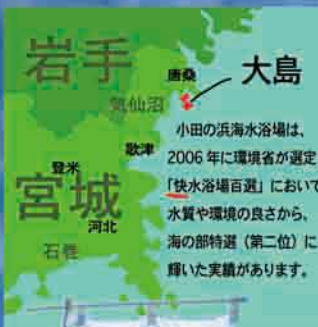 岩手
唐桑
大島
気仙沼
小田の浜海水浴場は、
歌津
2006年に環境省が選定
登米
「快水浴場百選」において
宮城
水質や環境の良さから、
河北
海の部特選（第二位）に
石巻
輝いた実績があります。